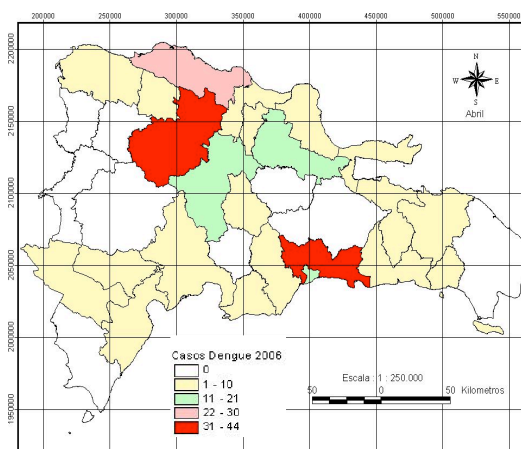 200000 250000 300000 350000 400000 450000 500000 550000
2200000
2150000
2100000
2050000
2000000
1950000
N
W E
S
Abril
Casos Dengue 2006
0
1 - 10
11 - 21
22 - 30
31 - 44
Escala : 1 : 250.000
50 0 50 Kilometros